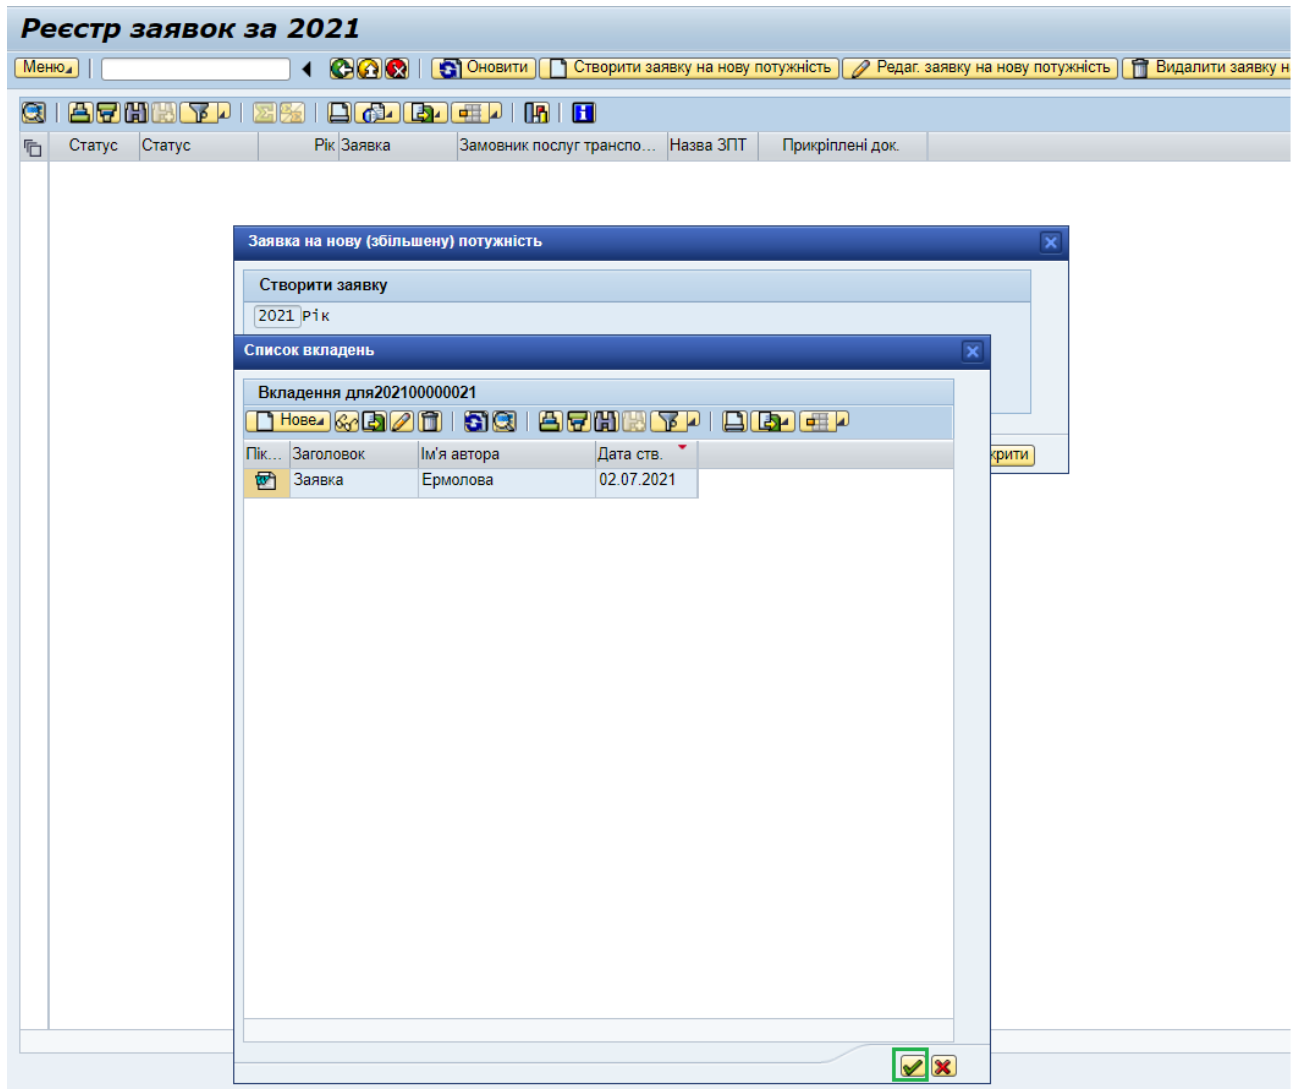 Реєстр заявок за 2021
Меню Оновити Створити заявку на нову потужність Редаг. заявку на нову потужність Видалити заявку н
Статус Статус Рік Заявка Замовник послуг транспо... Назва ЗПТ Прикріплені док.
Заявка на нову (збільшену) потужність
Створити заявку
2021 Рік
Список вкладень
Вкладення для202100000021
Нове
Пік... Заголовок Ім'я автора Дата ств.
крити
Заявка Ермолова 02.07.2021